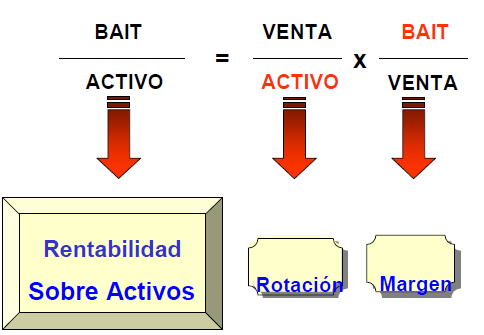 BAIT
ACTIVO
=
VENTA
ACTIVO
x
BAIT
VENTA
Rentabilidad
Sobre Activos
Rotación
Margen